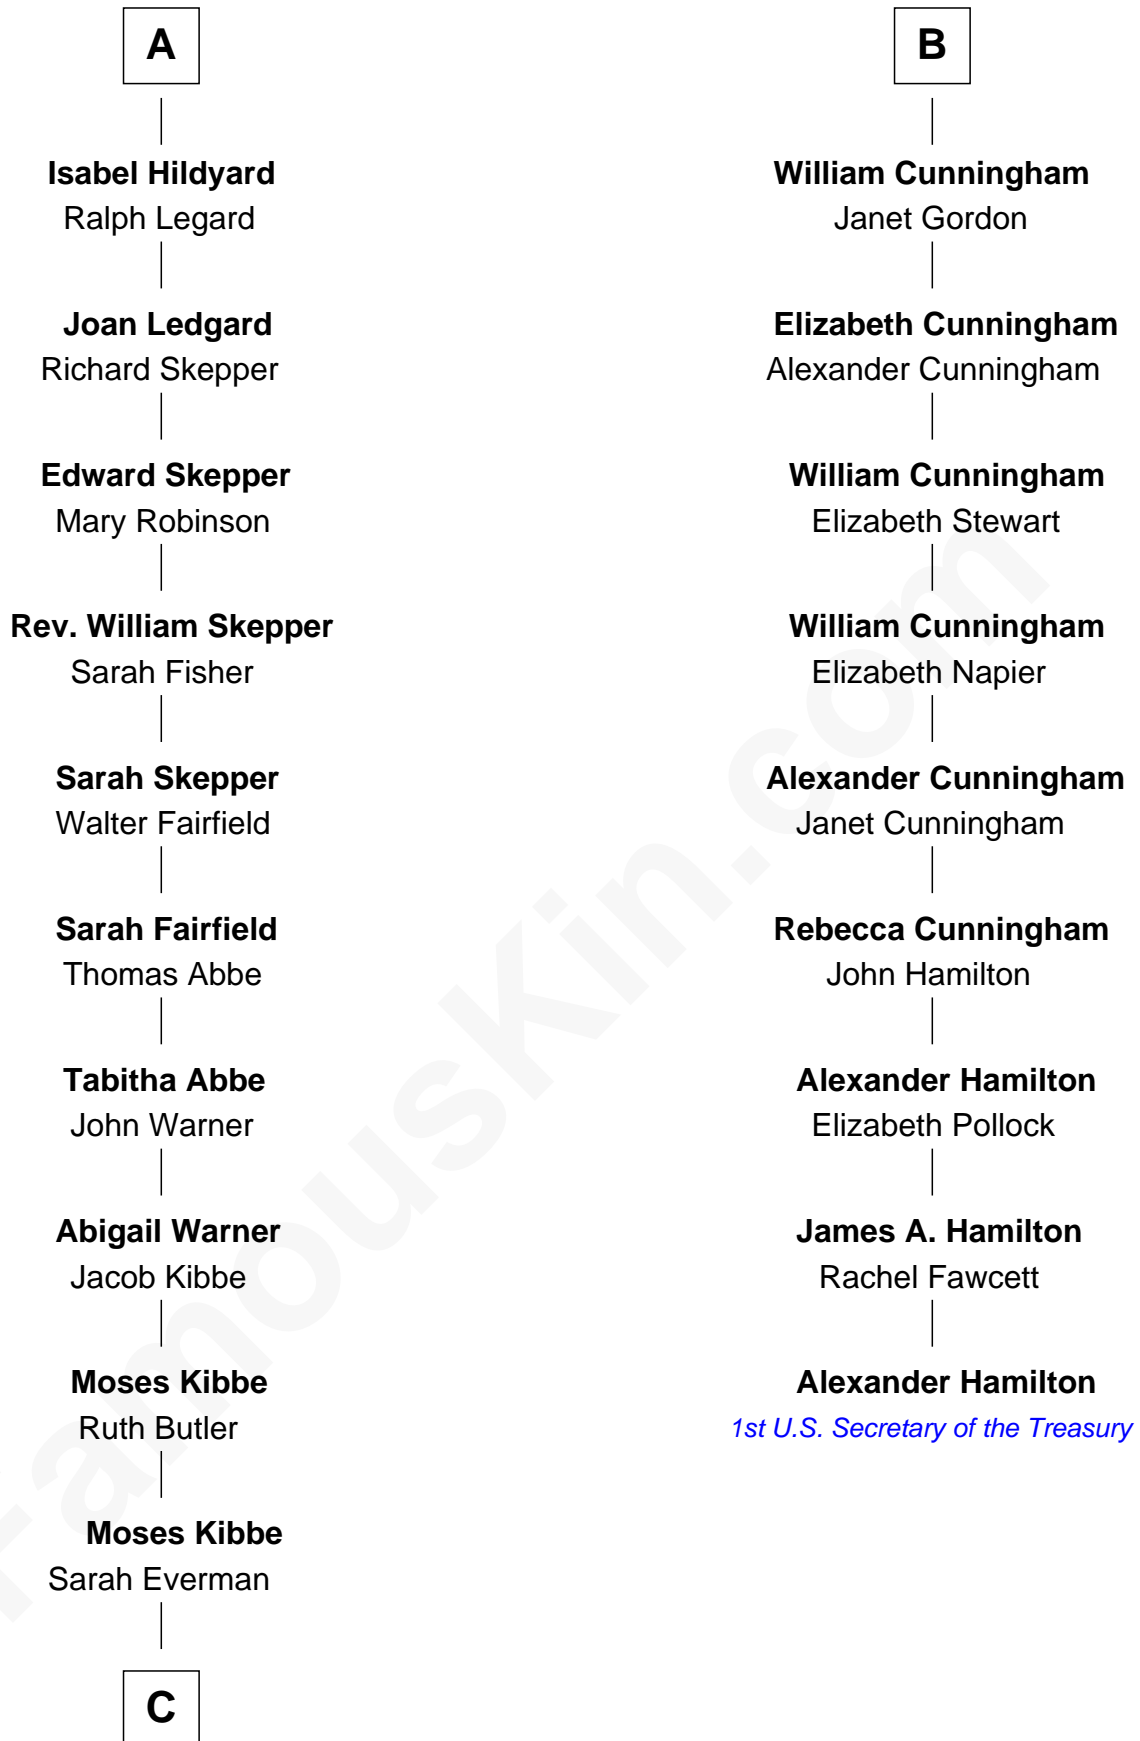 A
Isabel Hildyard
Ralph Legard
Joan Ledgard
Richard Skepper
Edward Skepper
Mary Robinson
Rev. William Skepper
Sarah Fisher
Sarah Skepper
Walter Fairfield
Sarah Fairfield
Thomas Abbe
Tabitha Abbe
John Warner
Abigail Warner
Jacob Kibbe
Moses Kibbe
Ruth Butler
Moses Kibbe
Sarah Everman
C
B
William Cunningham
Janet Gordon
Elizabeth Cunningham
Alexander Cunningham
William Cunningham
Elizabeth Stewart
William Cunningham
Elizabeth Napier
Alexander Cunningham
Janet Cunningham
Rebecca Cunningham
John Hamilton
Alexander Hamilton
Elizabeth Pollock
James A. Hamilton
Rachel Fawcett
Alexander Hamilton
1st U.S. Secretary of the Treasury
FamousKin.com